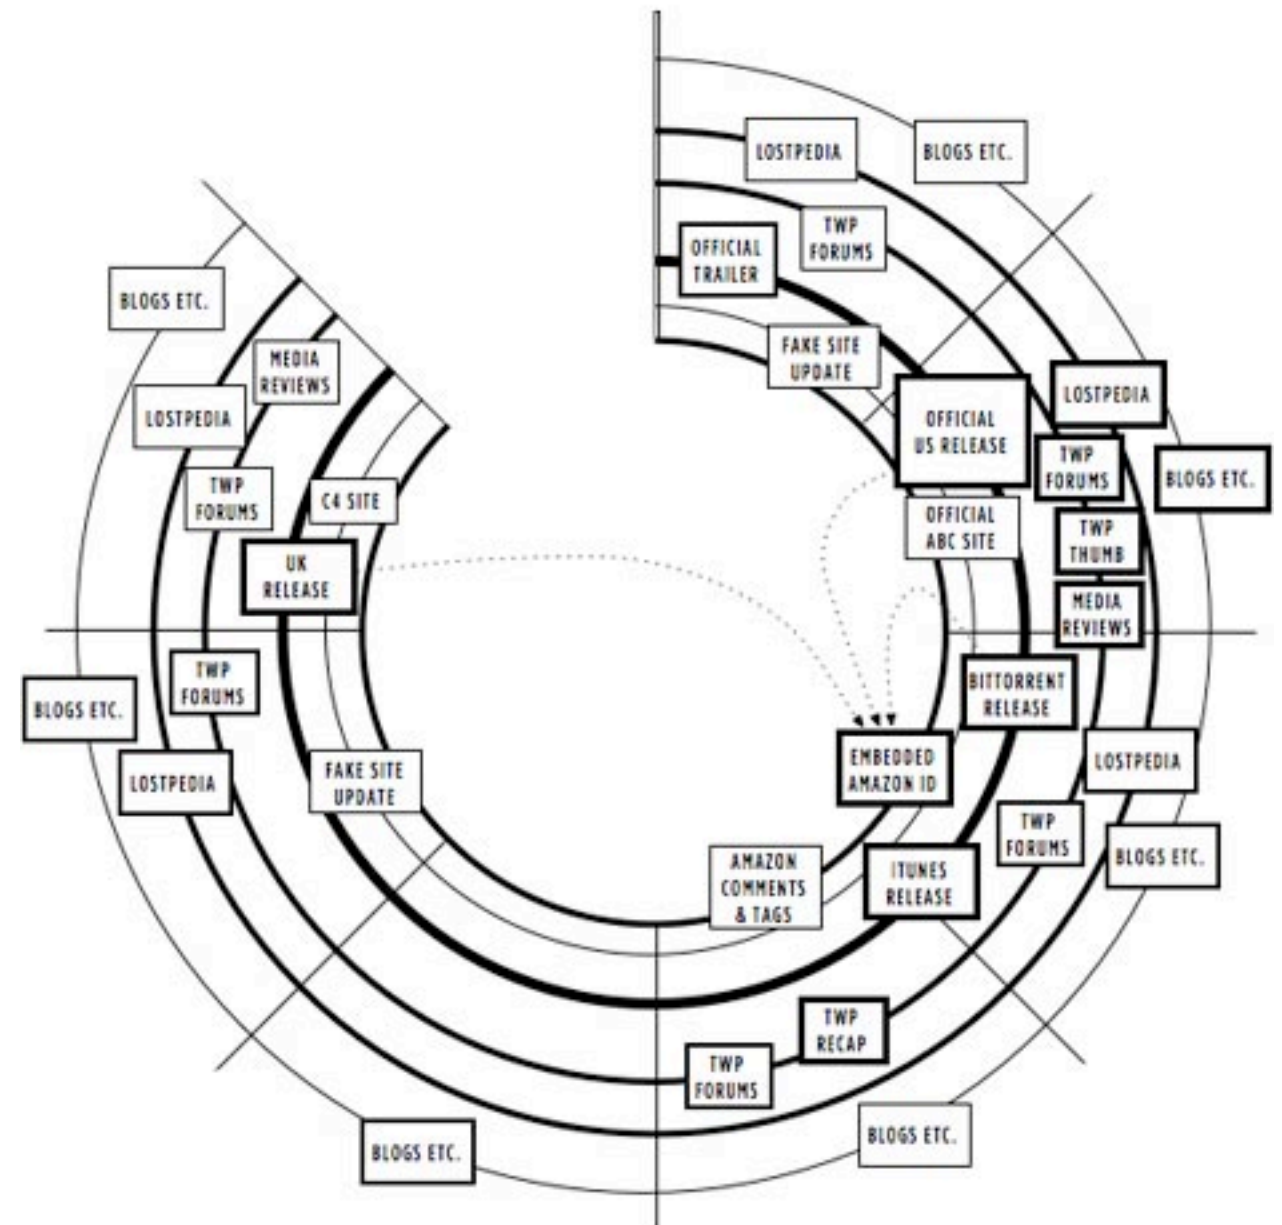 LOSTPEDIA
BLOGS ETC.
TWP
FORUMS
OFFICIAL
TRAILER
FAKE SITE
UPDATE
OFFICIAL
US RELEASE
LOSTPEDIA
TWP
FORUMS
BLOGS ETC.
OFFICIAL
ABC SITE
TWP
THUMB
MEDIA
REVIEWS
BITTORRENT
RELEASE
EMBEDDED
AMAZON ID
LOSTPEDIA
TWP
FORUMS
BLOGS ETC.
ITUNES
RELEASE
AMAZON
COMMENTS
& TAGS
TWP
RECAP
TWP
FORUMS
BLOGS ETC.
BLOGS ETC.
FAKE SITE
UPDATE
LOSTPEDIA
TWP
FORUMS
BLOGS ETC.
UK
RELEASE
C4 SITE
TWP
FORUMS
LOSTPEDIA
MEDIA
REVIEWS
BLOGS ETC.